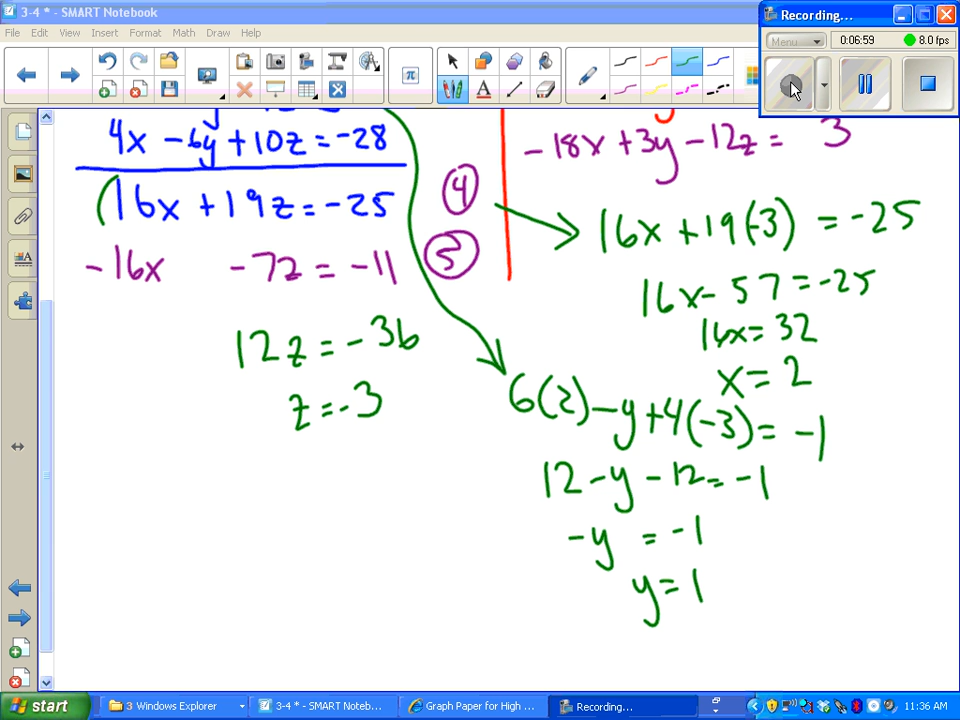 3-4 * - SMART Notebook
File Edit View Insert Format Math Draw Help
Recording...
Menu
0:06:59
8.0 fps
π
A
4x - 6y + 10z = -28
16x + 19z = -25
④
-16x -7z = -11
⑤
12z = -36
z = -3
-18x + 3y - 12z = 3
16x + 19(-3) = -25
16x - 57 = -25
16x = 32
x = 2
6(2) - y + 4(-3) = -1
12 - y - 12 = -1
-y = -1
y = 1
start
3 Windows Explorer
3-4 * - SMART Noteb...
Graph Paper for High ...
Recording...
11:36 AM